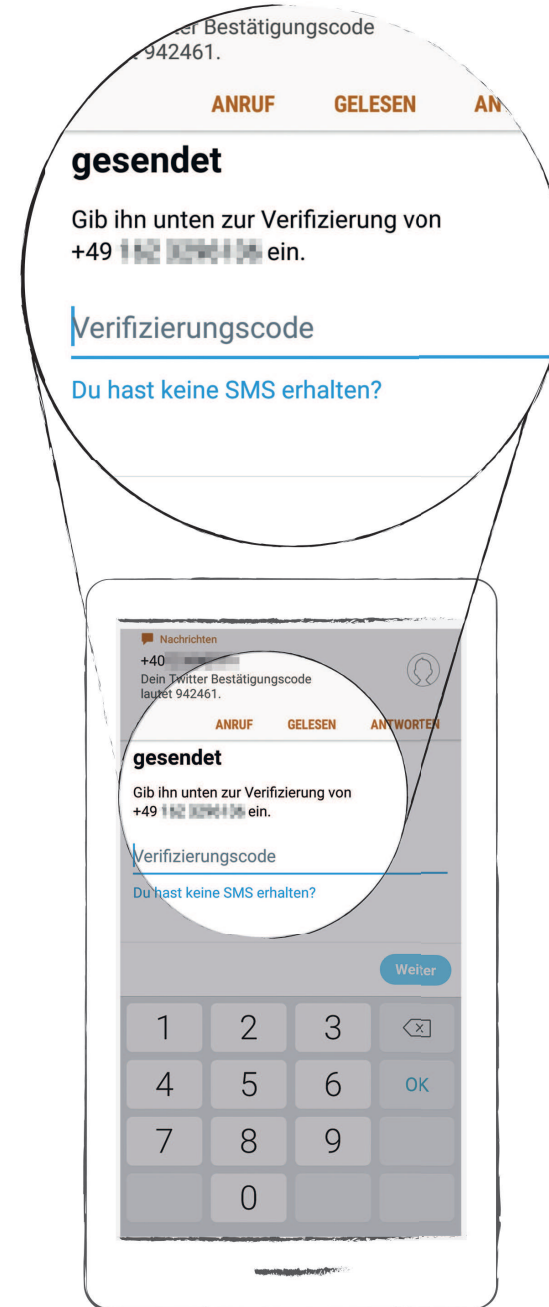 ter Bestätigungscode
942461.
ANRUF GELESEN AN
gesendet
Gib ihn unten zur Verifizierung von
+49 ein.
Verifizierungscode
Du hast keine SMS erhalten?
Nachrichten
+40
Dein Twitter Bestätigungscode
lautet 942461.
ANRUF GELESEN ANTWORTEN
gesendet
Gib ihn unten zur Verifizierung von
+49 ein.
Verifizierungscode
Du hast keine SMS erhalten?
Weiter
1 2 3
4 5 6 OK
7 8 9
0